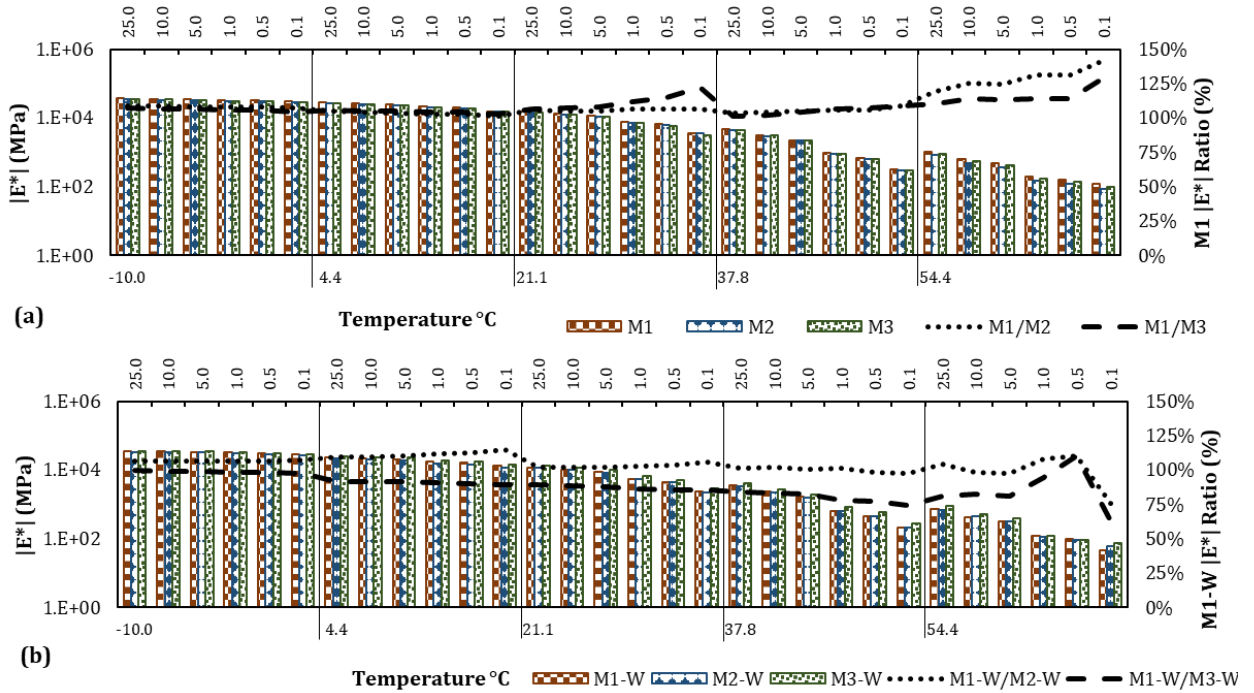 25.0 10.0 5.0 1.0 0.5 0.1 25.0 10.0 5.0 1.0 0.5 0.1 25.0 10.0 5.0 1.0 0.5 0.1 25.0 10.0 5.0 1.0 0.5 0.1 25.0 10.0 5.0 1.0 0.5 0.1
1.E+06
1.E+04
1.E+02
1.E+00
|E*| (MPa)
150%
125%
100%
75%
50%
25%
0%
M1 |E*| Ratio (%)
-10.0 4.4 21.1 37.8 54.4
(a)
Temperature °C M1 M2 M3 M1/M2 M1/M3
25.0 10.0 5.0 1.0 0.5 0.1 25.0 10.0 5.0 1.0 0.5 0.1 25.0 10.0 5.0 1.0 0.5 0.1 25.0 10.0 5.0 1.0 0.5 0.1 25.0 10.0 5.0 1.0 0.5 0.1
1.E+06
1.E+04
1.E+02
1.E+00
|E*| (MPa)
150%
125%
100%
75%
50%
25%
0%
M1-W |E*| Ratio (%)
-10.0 4.4 21.1 37.8 54.4
(b)
Temperature °C M1-W M2-W M3-W M1-W/M2-W M1-W/M3-W